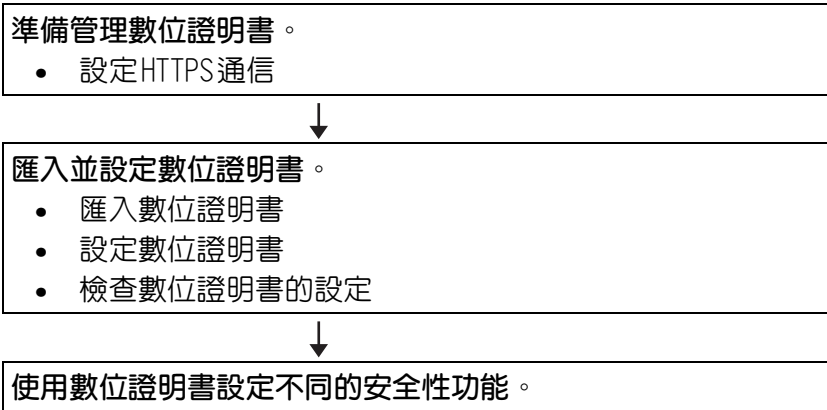 準備管理數位證明書。
• 設定HTTPS通信
匯入並設定數位證明書。
• 匯入數位證明書
• 設定數位證明書
• 檢查數位證明書的設定
使用數位證明書設定不同的安全性功能。